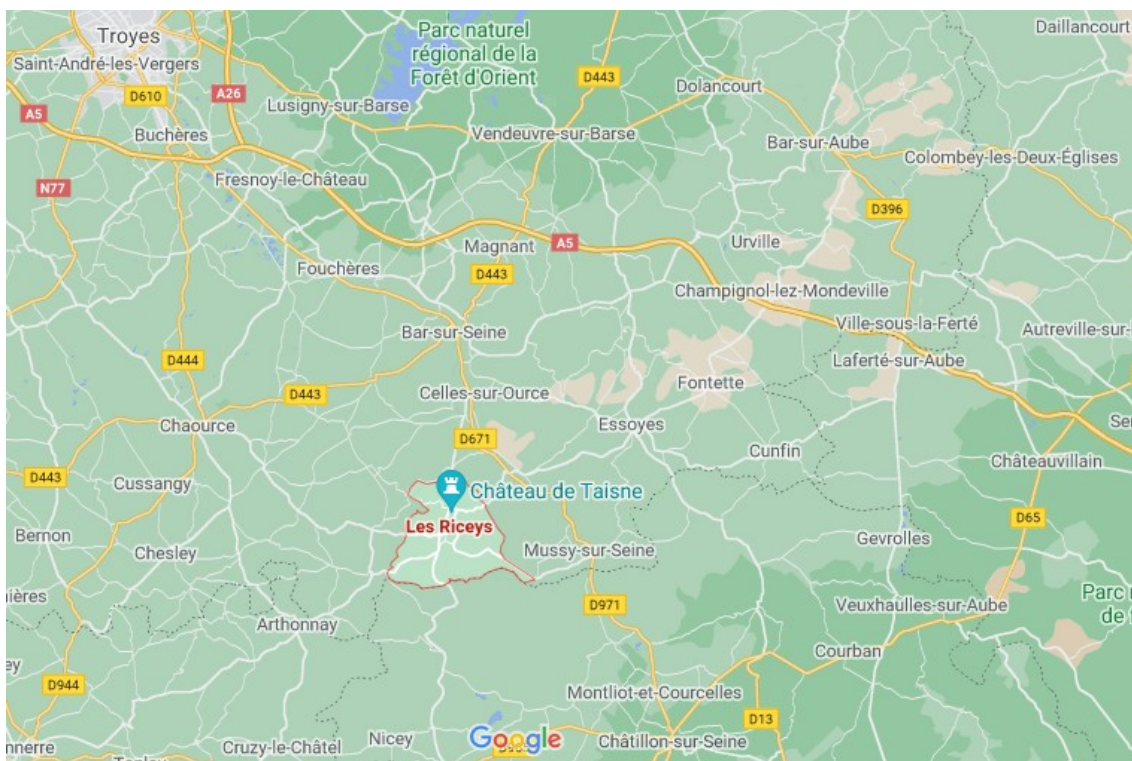 Troyes
Parc naturel
régional de la
Forêt d'Orient
Daillancourt
Saint-André-les-Vergers
D443
Dolancourt
D610
A26
Lusigny-sur-Barse
A5
Buchères
Vendeuvre-sur-Barse
Bar-sur-Aube
Colombey-les-Deux-Églises
N77
Fresnoy-le-Château
D396
Magnant
A5
Urville
Fouchères
D443
Champignol-lez-Mondeville
Bar-sur-Seine
Ville-sous-la-Ferté
Autreville-sur-
Laferté-sur-Aube
D444
D443
Celles-sur-Ource
Fontette
Chaource
Essoyes
D671
Cunfin
Châteauvillain
D443
Cussangy
Château de Taisne
Les Riceys
D65
Bernon
Chesley
Mussy-sur-Seine
Gevrolles
D971
Veuxhaulles-sur-Aube
Arthonnay
Courban
D944
Montliot-et-Courcelles
D13
Cruzy-le-Châtel
Nicey
Google
Châtillon-sur-Seine